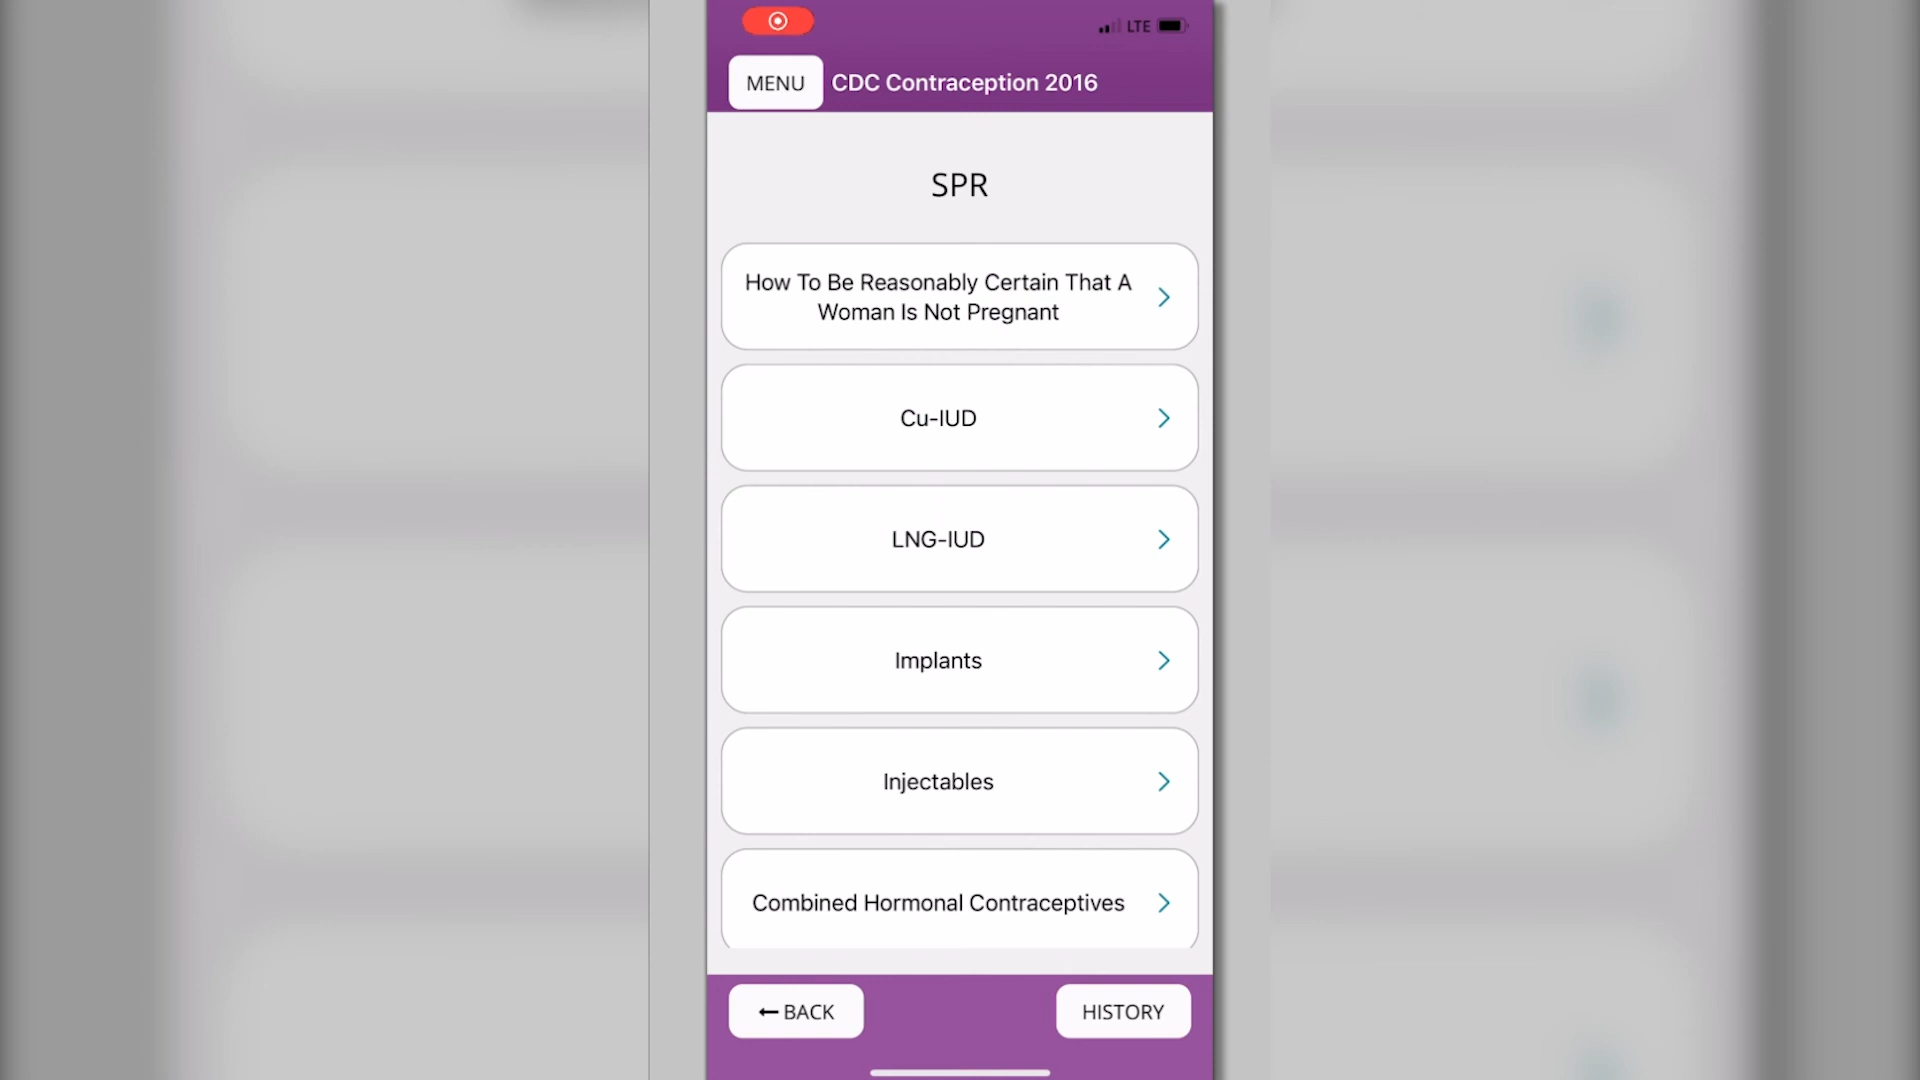 LTE
MENU CDC Contraception 2016
SPR
How To Be Reasonably Certain That A
Woman Is Not Pregnant
Cu-IUD
LNG-IUD
Implants
Injectables
Combined Hormonal Contraceptives
← BACK HISTORY